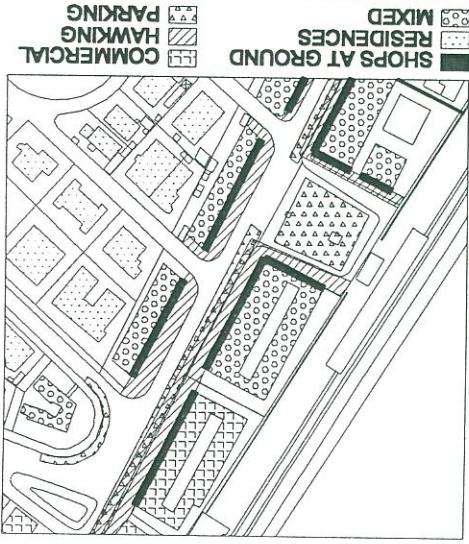 SHOPS AT GROUND
RESIDENCES
MIXED
COMMERCIAL
HAWKING
PARKING